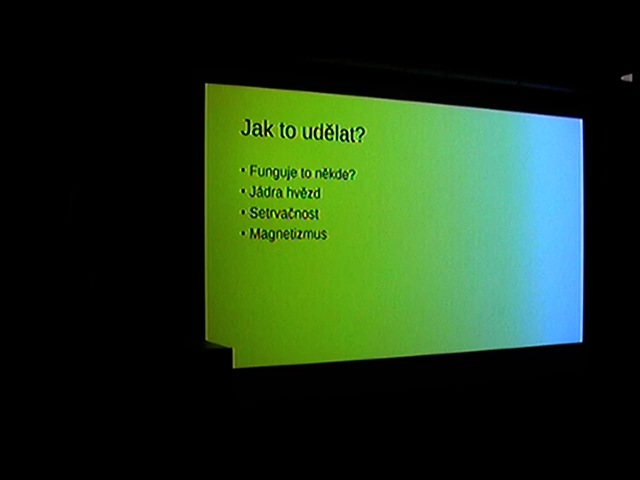 Jak to udělat?
• Funguje to někde?
• Jádra hvězd
• Setrvačnost
• Magnetizmus